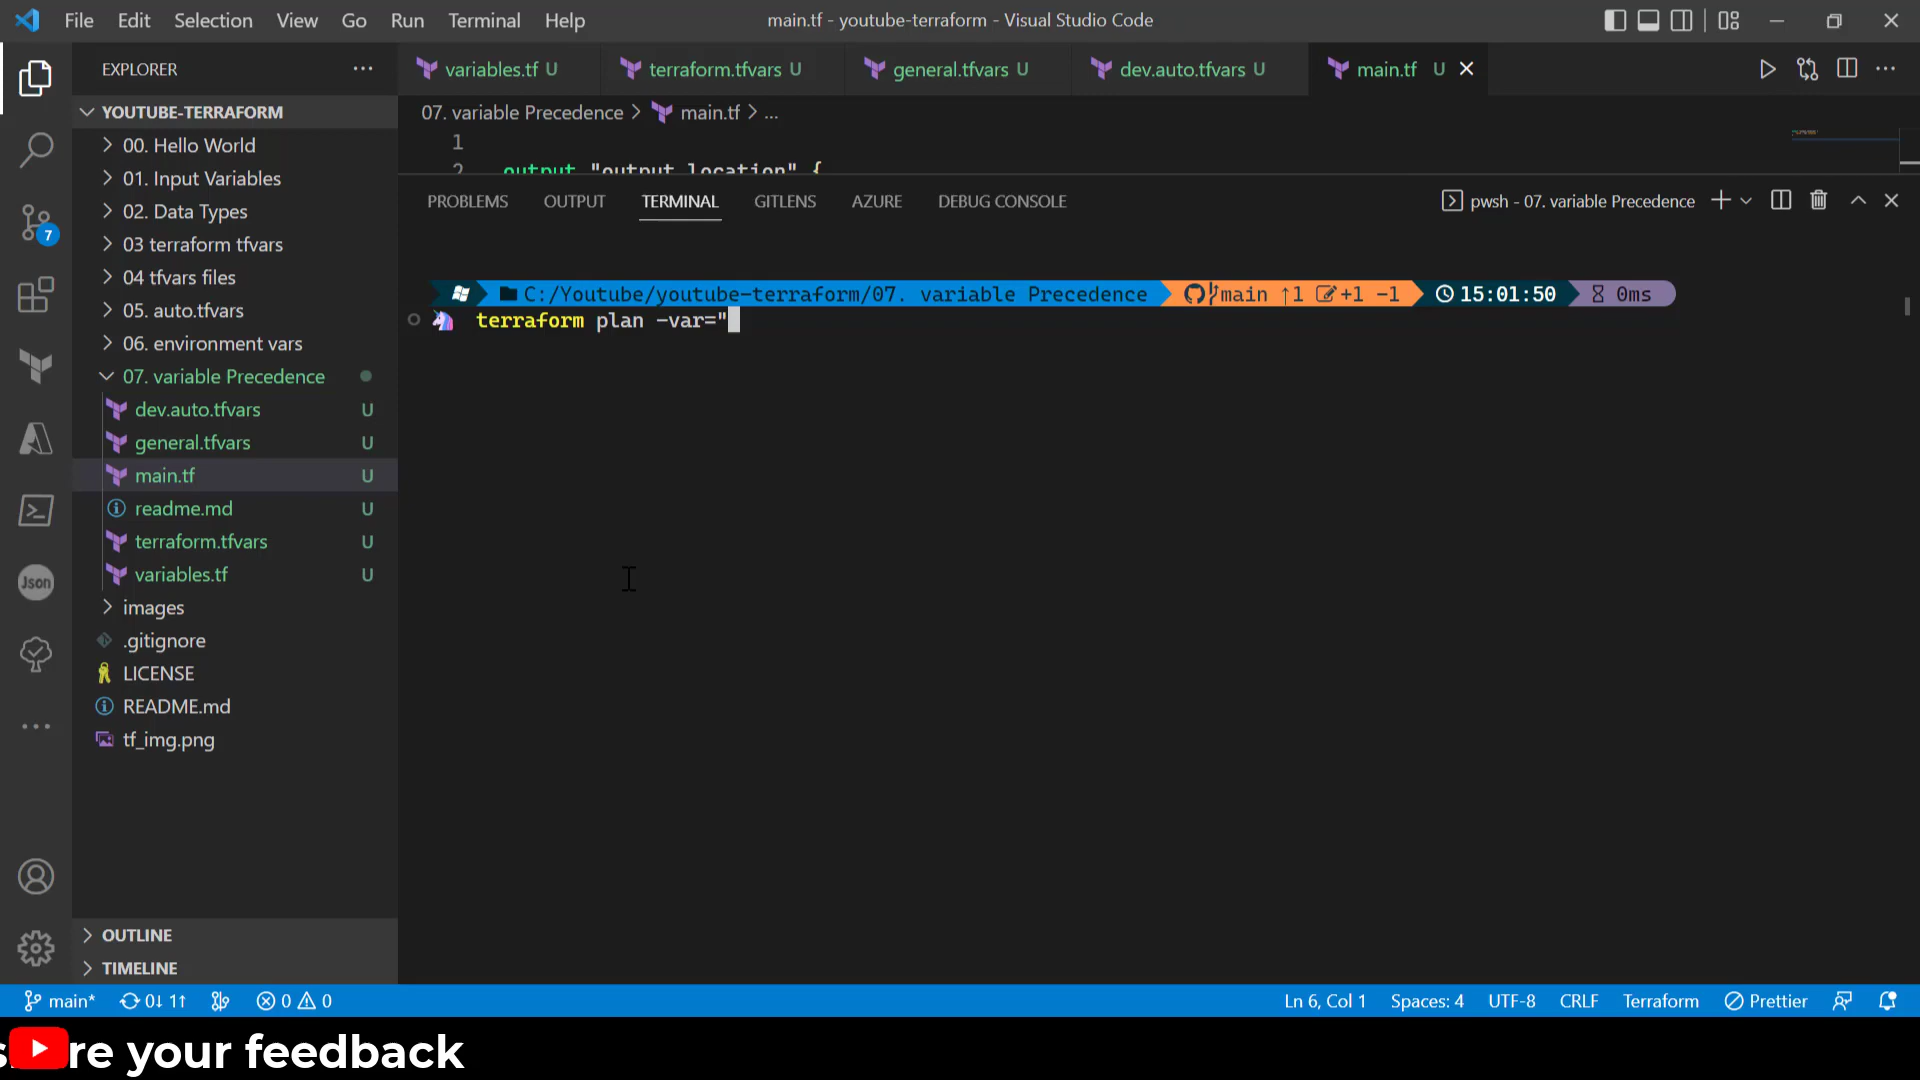 File Edit Selection View Go Run Terminal Help
main.tf - youtube-terraform - Visual Studio Code
EXPLORER
variables.tf U
terraform.tfvars U
general.tfvars U
dev.auto.tfvars U
main.tf U
YOUTUBE-TERRAFORM
00. Hello World
01. Input Variables
02. Data Types
03 terraform tfvars
04 tfvars files
05. auto.tfvars
06. environment vars
07. variable Precedence
dev.auto.tfvars U
general.tfvars U
main.tf U
readme.md U
terraform.tfvars U
variables.tf U
images
.gitignore
LICENSE
README.md
tf_img.png
OUTLINE
TIMELINE
7
Json
07. variable Precedence > main.tf > ...
1
2 output "output_location" {
PROBLEMS OUTPUT TERMINAL GITLENS AZURE DEBUG CONSOLE
pwsh - 07. variable Precedence
C:/Youtube/youtube-terraform/07. variable Precedence main ↑1 +1 -1 15:01:50 0ms
terraform plan -var="
main* 0↓ 1↑ 0 0
Ln 6, Col 1 Spaces: 4 UTF-8 CRLF Terraform Prettier
re your feedback